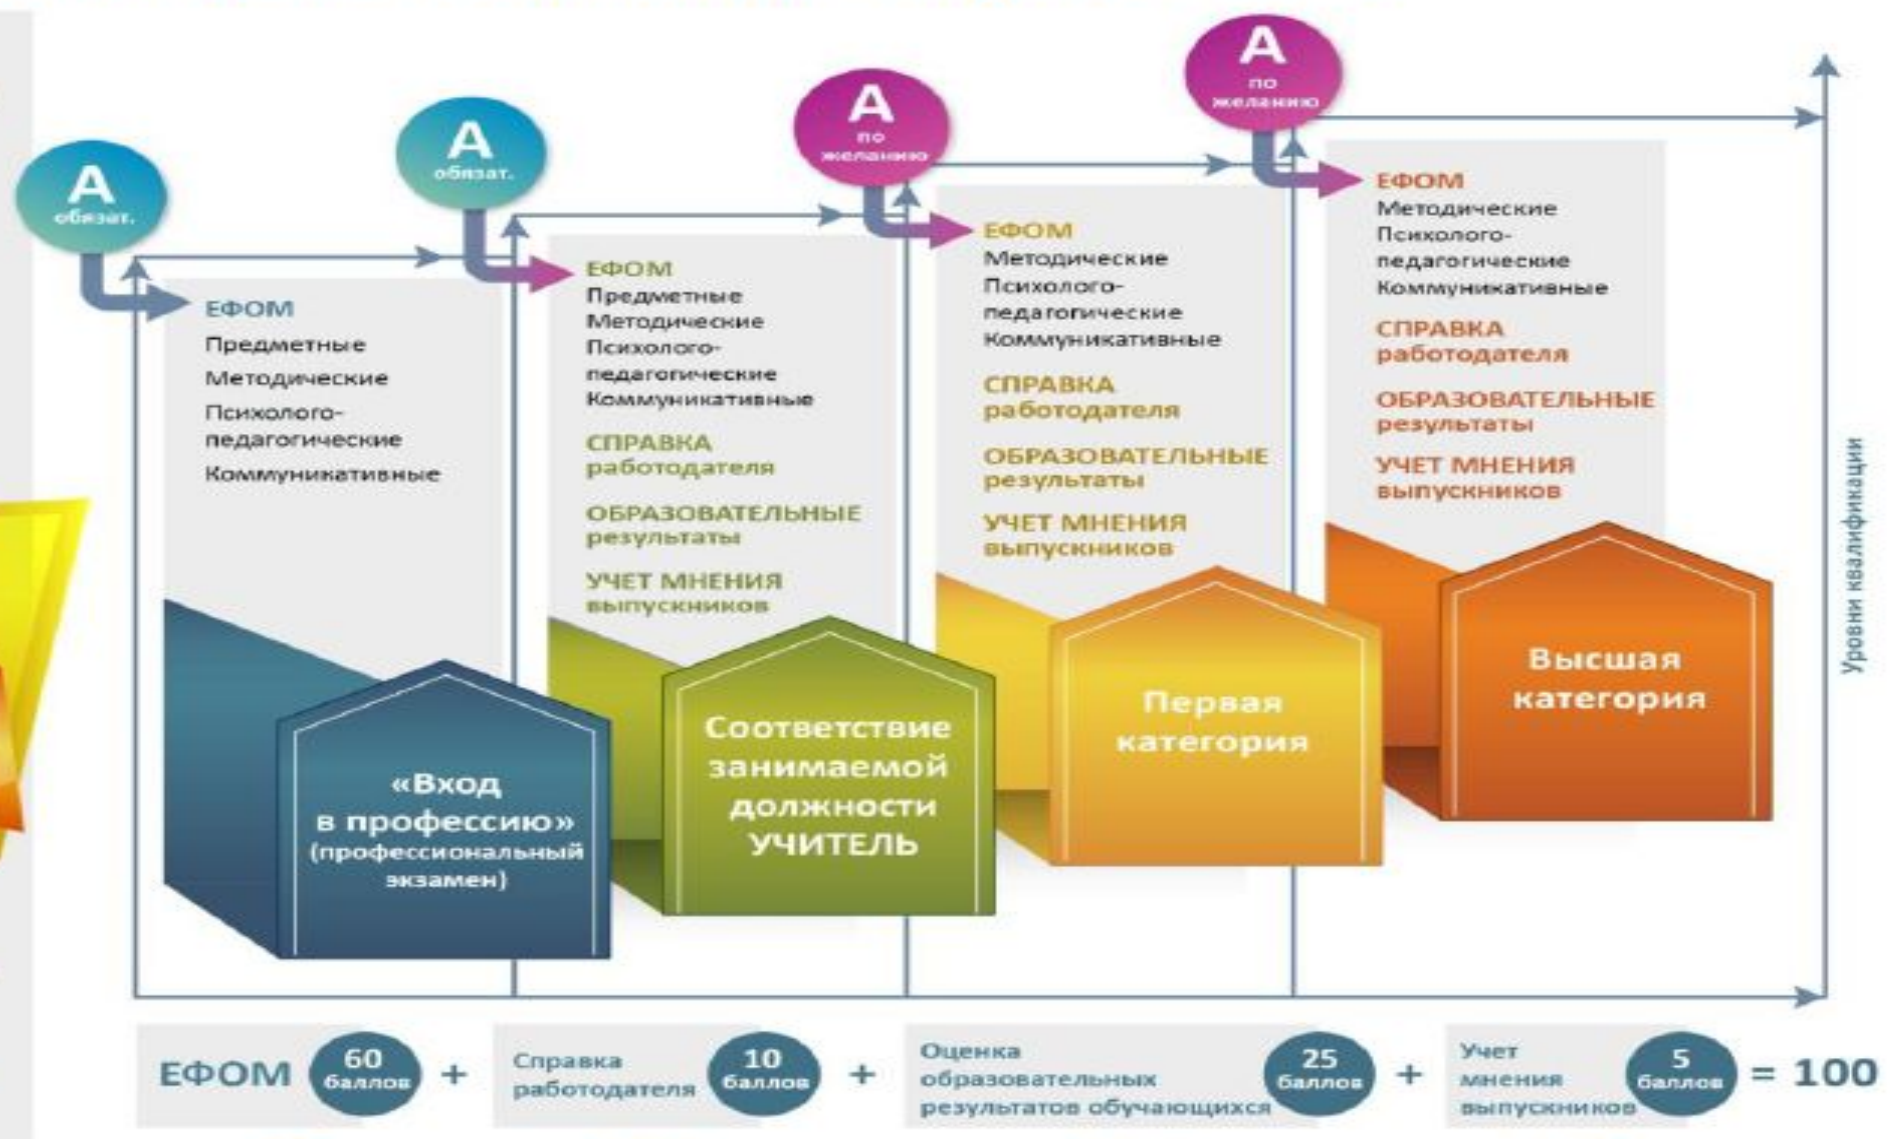 А
обязат.
ЕФОМ
Предметные
Методические
Психолого-
педагогические
Коммуникативные
«Вход
в профессию»
(профессиональный
экзамен)
А
обязат.
ЕФОМ
Предметные
Методические
Психолого-
педагогические
Коммуникативные
СПРАВКА
работодателя
ОБРАЗОВАТЕЛЬНЫЕ
результаты
УЧЕТ МНЕНИЯ
выпускников
Соответствие
занимаемой
должности
УЧИТЕЛЬ
А
по
желанию
ЕФОМ
Методические
Психолого-
педагогические
Коммуникативные
СПРАВКА
работодателя
ОБРАЗОВАТЕЛЬНЫЕ
результаты
УЧЕТ МНЕНИЯ
выпускников
Первая
категория
А
по
желанию
ЕФОМ
Методические
Психолого-
педагогические
Коммуникативные
СПРАВКА
работодателя
ОБРАЗОВАТЕЛЬНЫЕ
результаты
УЧЕТ МНЕНИЯ
выпускников
Высшая
категория
Уровни квалификации
ЕФОМ
60
баллов
+
Справка
работодателя
10
баллов
+
Оценка
образовательных
результатов обучающихся
25
баллов
+
Учет
мнения
выпускников
5
баллов
= 100